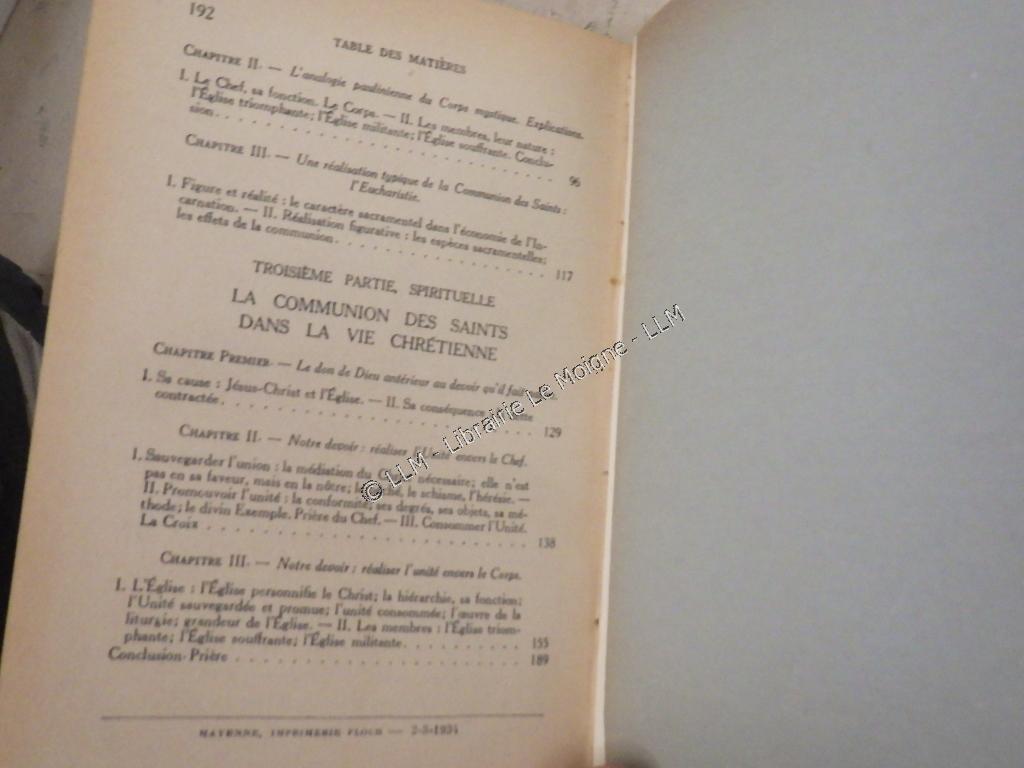 192
TABLE DES MATIÈRES
CHAPITRE II. — L'analogie paulinienne du Corps mystique. Explications.
I. Le Chef, sa fonction. Le Corps. — II. Les membres, leur nature :
l'Église triomphante; l'Église militante; l'Église souffrante. Conclu-
sion. . . . . . . . . . . . . . . . . . . . 96
CHAPITRE III. — Une réalisation typique de la Communion des Saints :
l'Eucharistie.
I. Figure et réalité : le caractère sacramentel dans l'économie de l'In-
carnation. — II. Réalisation figurative : les espèces sacramentelles;
les effets de la communion. . . . . . . . . . . . . . 117
TROISIÈME PARTIE, SPIRITUELLE
LA COMMUNION DES SAINTS
DANS LA VIE CHRÉTIENNE
CHAPITRE PREMIER. — Le don de Dieu antérieur au devoir qu'il fait
I. Sa cause : Jésus-Christ et l'Église. — II. Sa conséquence
contractée. . . . . . . . . . . . . . . . . . . 129
CHAPITRE II. — Notre devoir : réaliser envers le Chef.
I. Sauvegarder l'union : la médiation du nécessaire; elle n'est
pas en sa faveur, mais en la nôtre; le schisme, l'hérésie. —
II. Promouvoir l'unité : la conformité; ses degrés, ses objets, sa mé-
thode; le divin Exemple. Prière du Chef. — III. Consommer l'Unité.
La Croix . . . . . . . . . . . . . . . . . . . . 138
CHAPITRE III. — Notre devoir : réaliser l'unité envers le Corps.
I. L'Église : l'Église personnifie le Christ; la hiérarchie, sa fonction;
l'Unité sauvegardée et promue; l'unité consommée; l'œuvre de la
liturgie; grandeur de l'Église. — II. Les membres : l'Église triom-
phante; l'Église souffrante; l'Église militante. . . . . . . . . 155
Conclusion-Prière . . . . . . . . . . . . . . . . . . 189
MAYENNE, IMPRIMERIE FLOCH — 2-3-1934
© LLM - Librairie Le Moigne - LLM